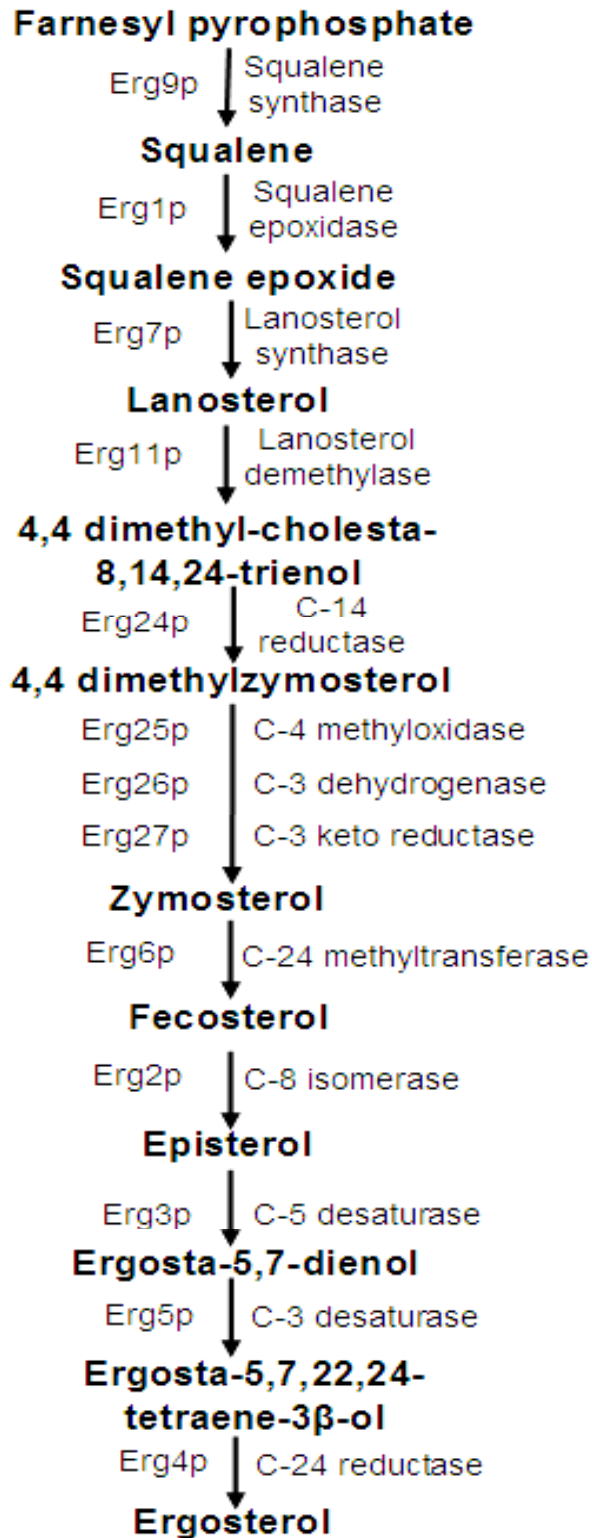 Farnesyl pyrophosphate
Erg9p
Squalene
synthase
Squalene
Erg1p
Squalene
epoxidase
Squalene epoxide
Erg7p
Lanosterol
synthase
Lanosterol
Erg11p
Lanosterol
demethylase
4,4 dimethyl-cholesta-
8,14,24-trienol
Erg24p
C-14
reductase
4,4 dimethylzymosterol
Erg25p
C-4 methyloxidase
Erg26p
C-3 dehydrogenase
Erg27p
C-3 keto reductase
Zymosterol
Erg6p
C-24 methyltransferase
Fecosterol
Erg2p
C-8 isomerase
Episterol
Erg3p
C-5 desaturase
Ergosta-5,7-dienol
Erg5p
C-3 desaturase
Ergosta-5,7,22,24-
tetraene-3β-ol
Erg4p
C-24 reductase
Ergosterol